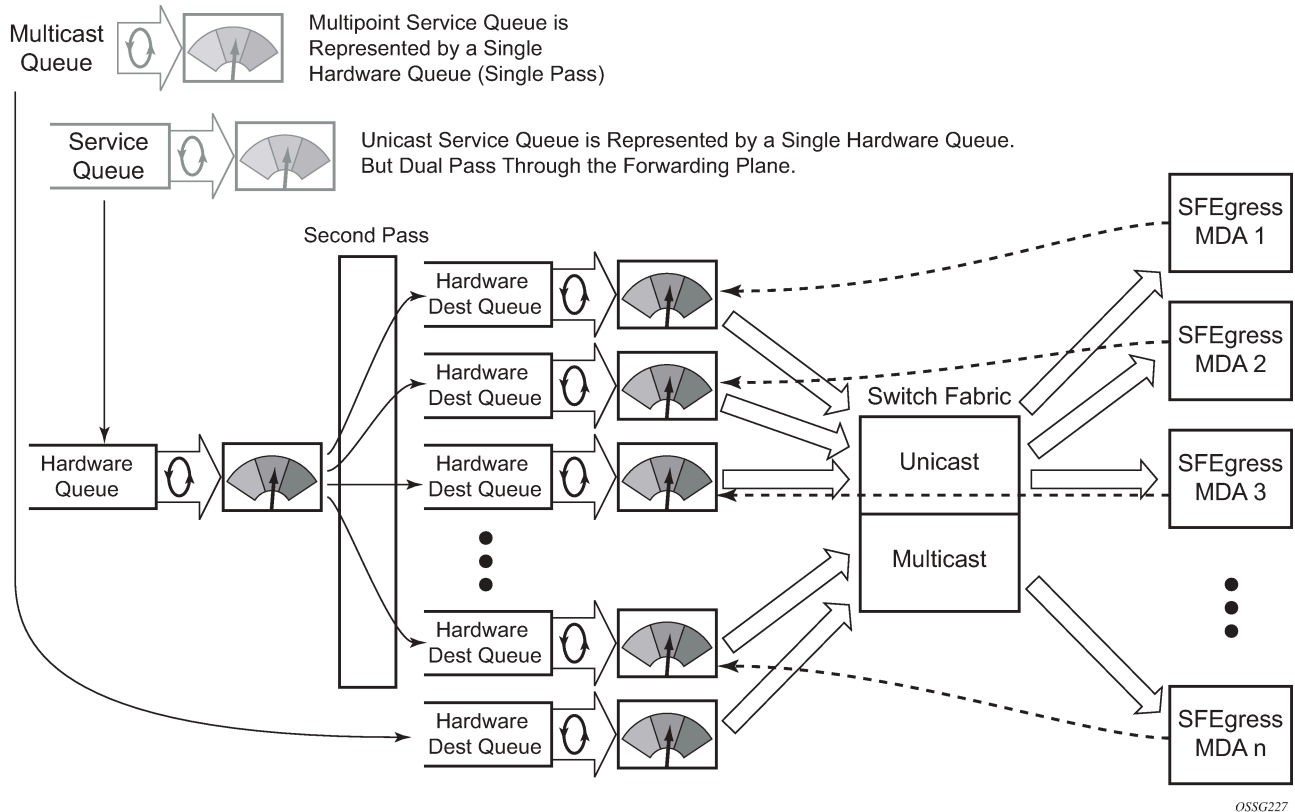 Multicast
Queue
Multipoint Service Queue is
Represented by a Single
Hardware Queue (Single Pass)
Service
Queue
Unicast Service Queue is Represented by a Single Hardware Queue.
But Dual Pass Through the Forwarding Plane.
Second Pass
Hardware
Dest Queue
Hardware
Dest Queue
Hardware
Queue
Hardware
Dest Queue
Hardware
Dest Queue
Hardware
Dest Queue
Switch Fabric
Unicast
Multicast
SFEgress
MDA 1
SFEgress
MDA 2
SFEgress
MDA 3
SFEgress
MDA n
OSSG227